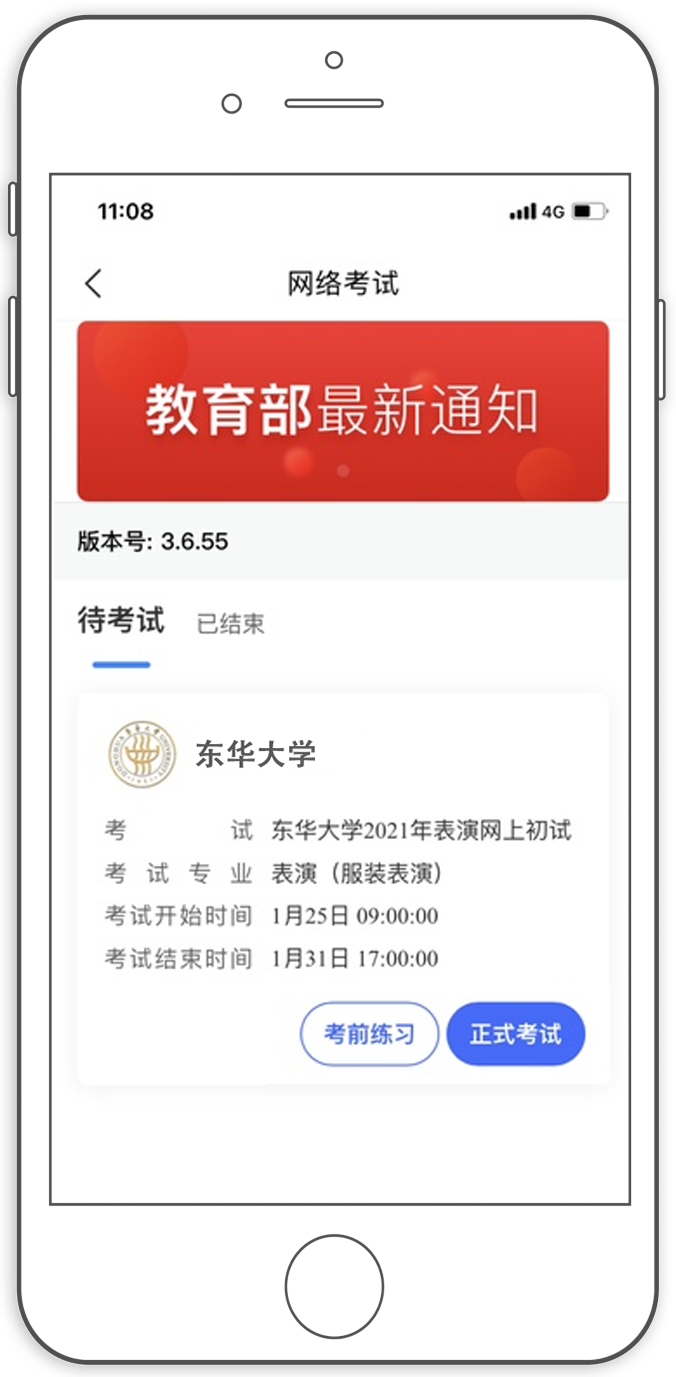 11:08
4G
网络考试
教育部最新通知
版本号: 3.6.55
待考试 已结束
东华大学
考试 东华大学2021年表演网上初试
考试专业 表演（服装表演）
考试开始时间 1月25日 09:00:00
考试结束时间 1月31日 17:00:00
考前练习 正式考试